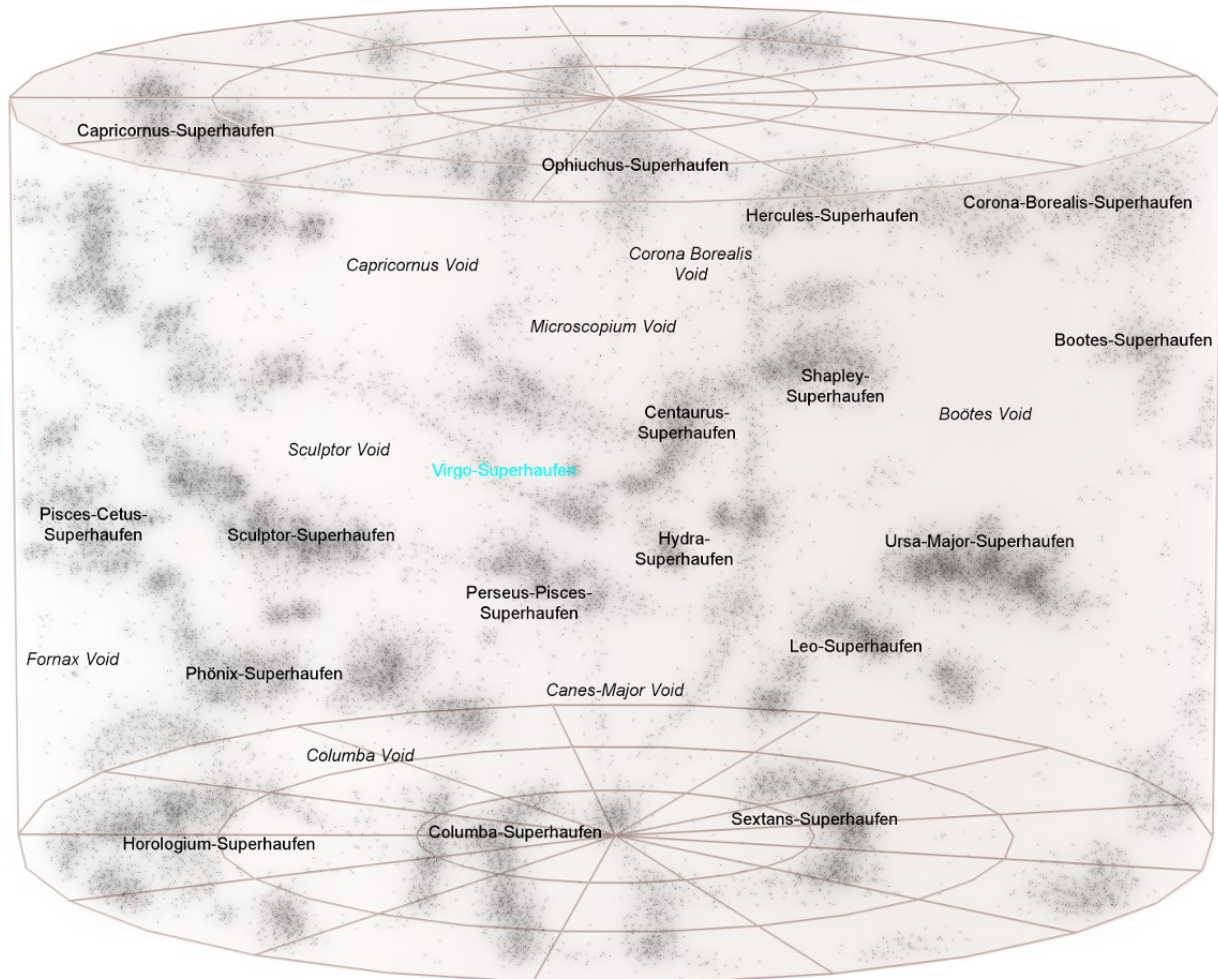 Capricornus-Superhaufen
Ophiuchus-Superhaufen
Hercules-Superhaufen
Corona-Borealis-Superhaufen
Capricornus Void
Corona Borealis
Void
Microscopium Void
Bootes-Superhaufen
Shapley-
Superhaufen
Centaurus-
Superhaufen
Boötes Void
Sculptor Void
Virgo-Superhaufen
Pisces-Cetus-
Superhaufen
Sculptor-Superhaufen
Hydra-
Superhaufen
Ursa-Major-Superhaufen
Perseus-Pisces-
Superhaufen
Leo-Superhaufen
Fornax Void
Phönix-Superhaufen
Canes-Major Void
Columba Void
Sextans-Superhaufen
Columba-Superhaufen
Horologium-Superhaufen